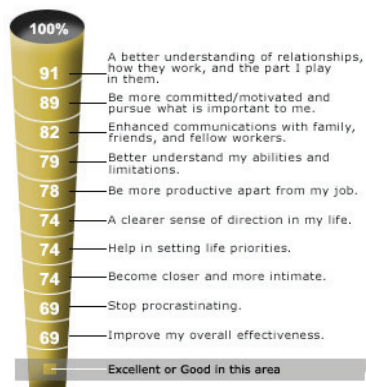 100%
91 A better understanding of relationships,
how they work, and the part I play
in them.
89 Be more committed/motivated and
pursue what is important to me.
82 Enhanced communications with family,
friends, and fellow workers.
79 Better understand my abilities and
limitations.
78 Be more productive apart from my job.
74 A clearer sense of direction in my life.
74 Help in setting life priorities.
74 Become closer and more intimate.
69 Stop procrastinating.
69 Improve my overall effectiveness.
Excellent or Good in this area